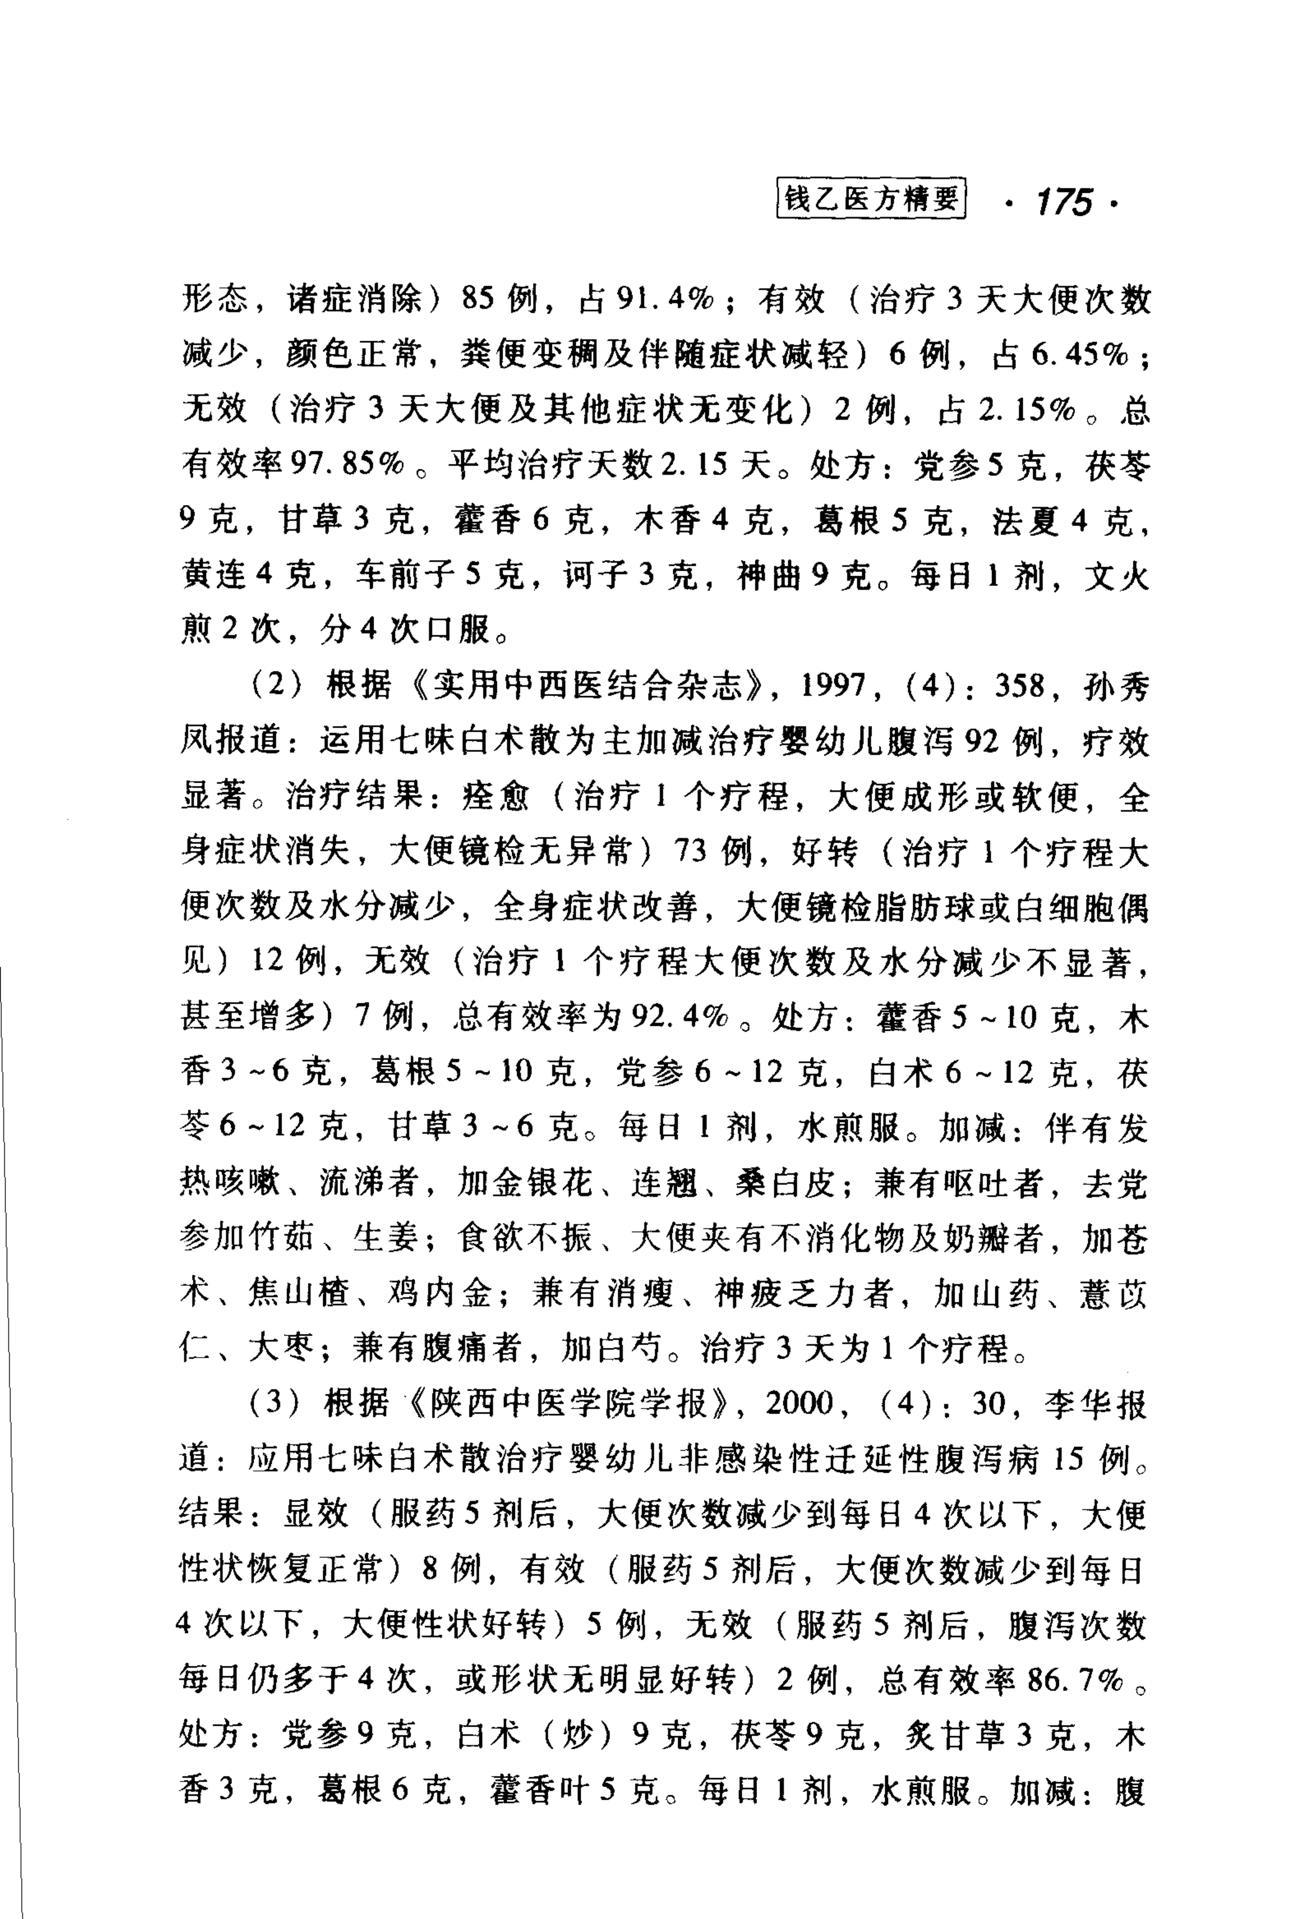 钱乙医方精要 · 175 ·
形态，诸症消除）85 例，占 91.4%；有效（治疗 3 天大便次数
减少，颜色正常，粪便变稠及伴随症状减轻）6 例，占 6.45%；
无效（治疗 3 天大便及其他症状无变化）2 例，占 2.15%。总
有效率 97.85%。平均治疗天数 2.15 天。处方：党参 5 克，茯苓
9 克，甘草 3 克，藿香 6 克，木香 4 克，葛根 5 克，法夏 4 克，
黄连 4 克，车前子 5 克，诃子 3 克，神曲 9 克。每日 1 剂，文火
煎 2 次，分 4 次口服。
（2）根据《实用中西医结合杂志》，1997，(4)：358，孙秀
凤报道：运用七味白术散为主加减治疗婴幼儿腹泻 92 例，疗效
显著。治疗结果：痊愈（治疗 1 个疗程，大便成形或软便，全
身症状消失，大便镜检无异常）73 例，好转（治疗 1 个疗程大
便次数及水分减少，全身症状改善，大便镜检脂肪球或白细胞偶
见）12 例，无效（治疗 1 个疗程大便次数及水分减少不显著，
甚至增多）7 例，总有效率为 92.4%。处方：藿香 5～10 克，木
香 3～6 克，葛根 5～10 克，党参 6～12 克，白术 6～12 克，茯
苓 6～12 克，甘草 3～6 克。每日 1 剂，水煎服。加减：伴有发
热咳嗽、流涕者，加金银花、连翘、桑白皮；兼有呕吐者，去党
参加竹茹、生姜；食欲不振、大便夹有不消化物及奶瓣者，加苍
术、焦山楂、鸡内金；兼有消瘦、神疲乏力者，加山药、薏苡
仁、大枣；兼有腹痛者，加白芍。治疗 3 天为 1 个疗程。
（3）根据《陕西中医学院学报》，2000，(4)：30，李华报
道：应用七味白术散治疗婴幼儿非感染性迁延性腹泻病 15 例。
结果：显效（服药 5 剂后，大便次数减少到每日 4 次以下，大便
性状恢复正常）8 例，有效（服药 5 剂后，大便次数减少到每日
4 次以下，大便性状好转）5 例，无效（服药 5 剂后，腹泻次数
每日仍多于 4 次，或形状无明显好转）2 例，总有效率 86.7%。
处方：党参 9 克，白术（炒）9 克，茯苓 9 克，炙甘草 3 克，木
香 3 克，葛根 6 克，藿香叶 5 克。每日 1 剂，水煎服。加减：腹